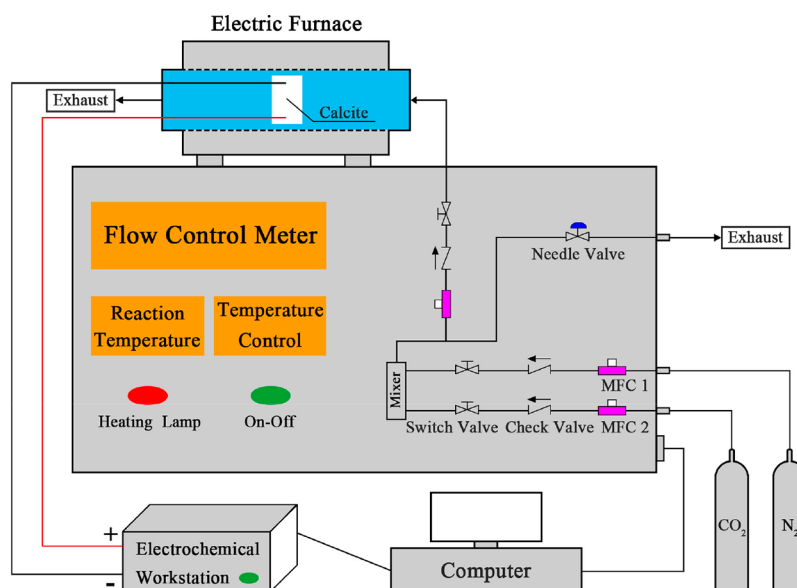 Electric Furnace
Exhaust
Calcite
Flow Control Meter
Needle Valve
Exhaust
Reaction
Temperature
Temperature
Control
Mixer
MFC 1
Heating Lamp
On-Off
Switch Valve
Check Valve
MFC 2
+
Electrochemical
Workstation
-
Computer
CO₂
N₂